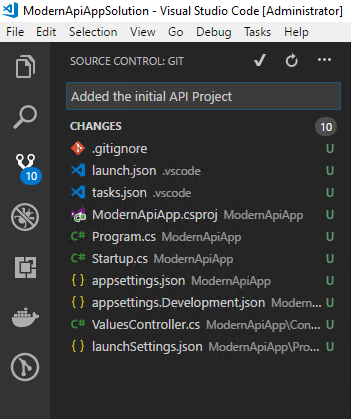 ModernApiAppSolution - Visual Studio Code [Administrator]
File Edit Selection View Go Debug Tasks Help
SOURCE CONTROL: GIT
Added the initial API Project
CHANGES 10
.gitignore U
launch.json .vscode U
10
tasks.json .vscode U
ModernApiApp.csproj ModernApiApp U
C# Program.cs ModernApiApp U
C# Startup.cs ModernApiApp U
{ } appsettings.json ModernApiApp U
{ } appsettings.Development.json Modern... U
C# ValuesController.cs ModernApiApp\Con... U
{ } launchSettings.json ModernApiApp\Pro... U